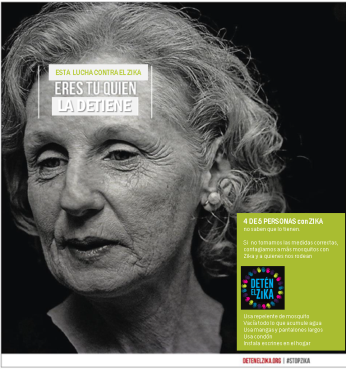 ESTA LUCHA CONTRA EL ZIKA
ERES TÚ QUIEN
LA DETIENE
4 DE 5 PERSONAS con ZIKA
no saben que lo tienen.
Si no tomamos las medidas correctas,
contagiamos a más mosquitos con
Zika y a quienes nos rodean
DETÉN
EL ZIKA
Usa repelente de mosquito
Vacía todo lo que acumule agua
Usa mangas y pantalones largos
Usa condón
Instala escrines en el hogar
DETENELZIKA.ORG | #STOPZIKA